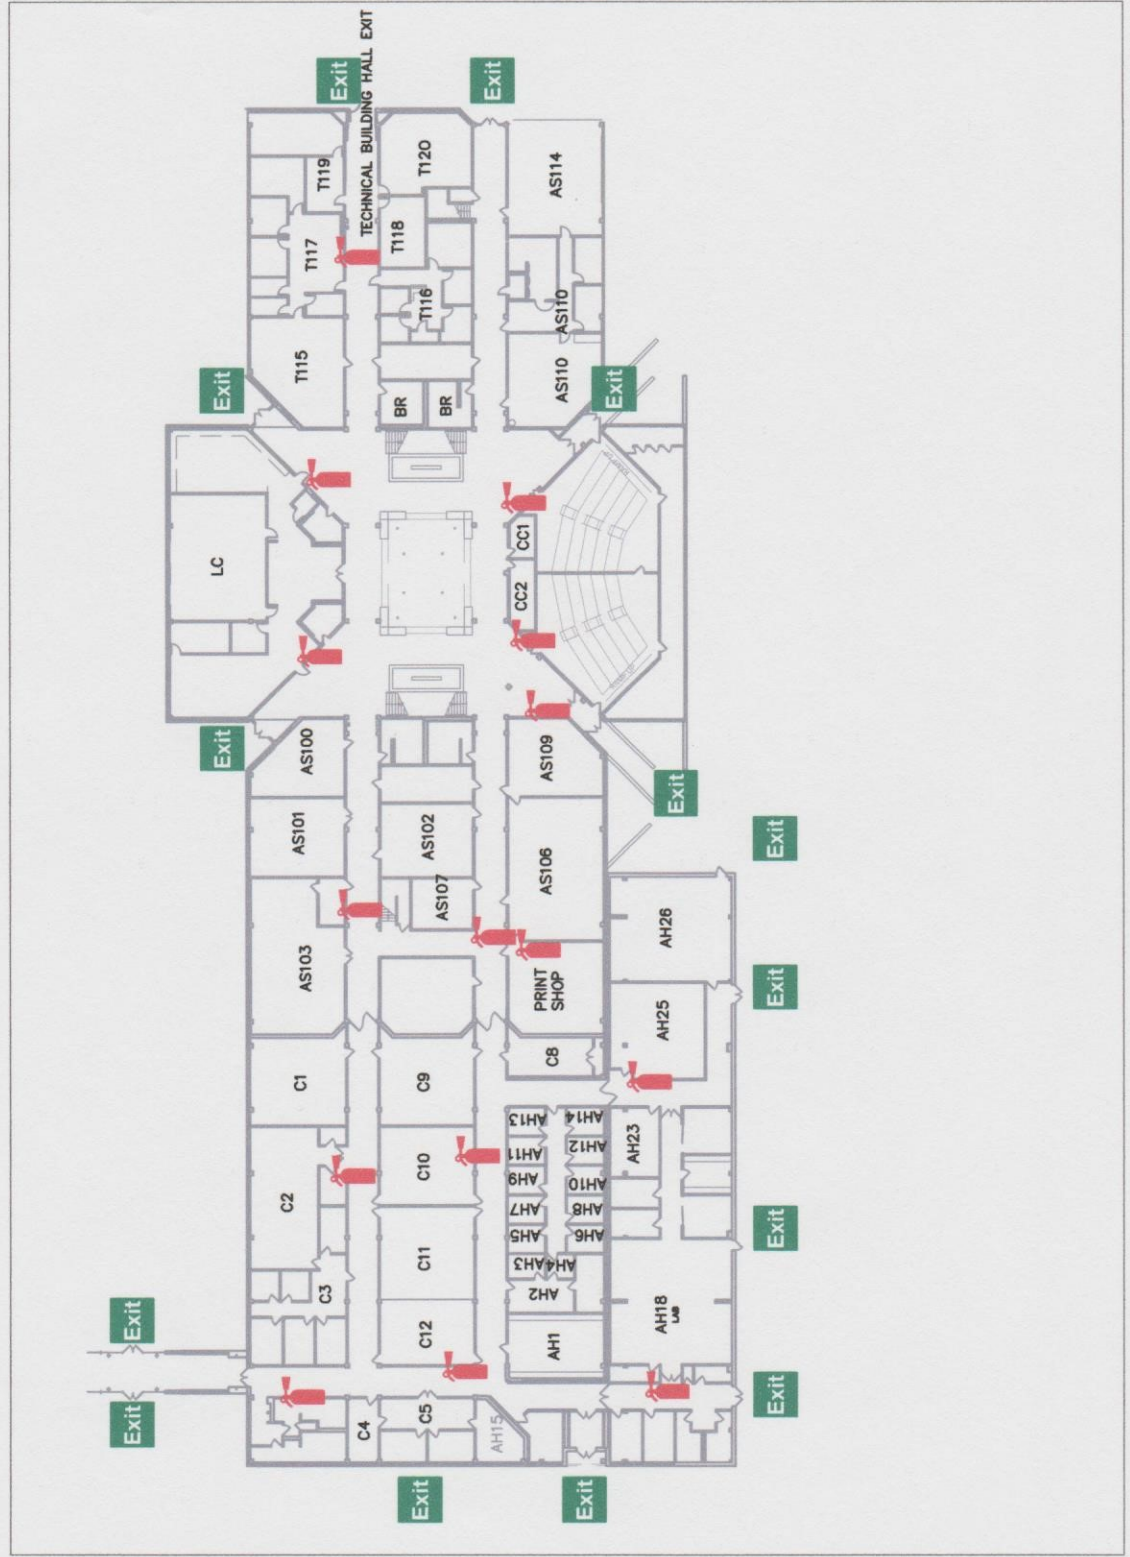 Exit
TECHNICAL BUILDING HALL EXIT
Exit
T119
T120
AS114
T117
T118
T116
AS110
T115
AS110
Exit
Exit
BR
BR
LC
CC1
CC2
Exit
AS100
AS109
Exit
AS101
AS102
AS106
Exit
AS107
AH26
AS103
PRINT
SHOP
Exit
AH25
C1
C9
C8
AH13
AH14
AH23
C10
AH11
AH12
C2
AH9
AH10
AH7
AH8
Exit
AH5
AH6
C11
AH3
AH4
C3
AH2
AH18
LAB
Exit
C12
AH1
Exit
Exit
C4
C5
AH15
Exit
Exit